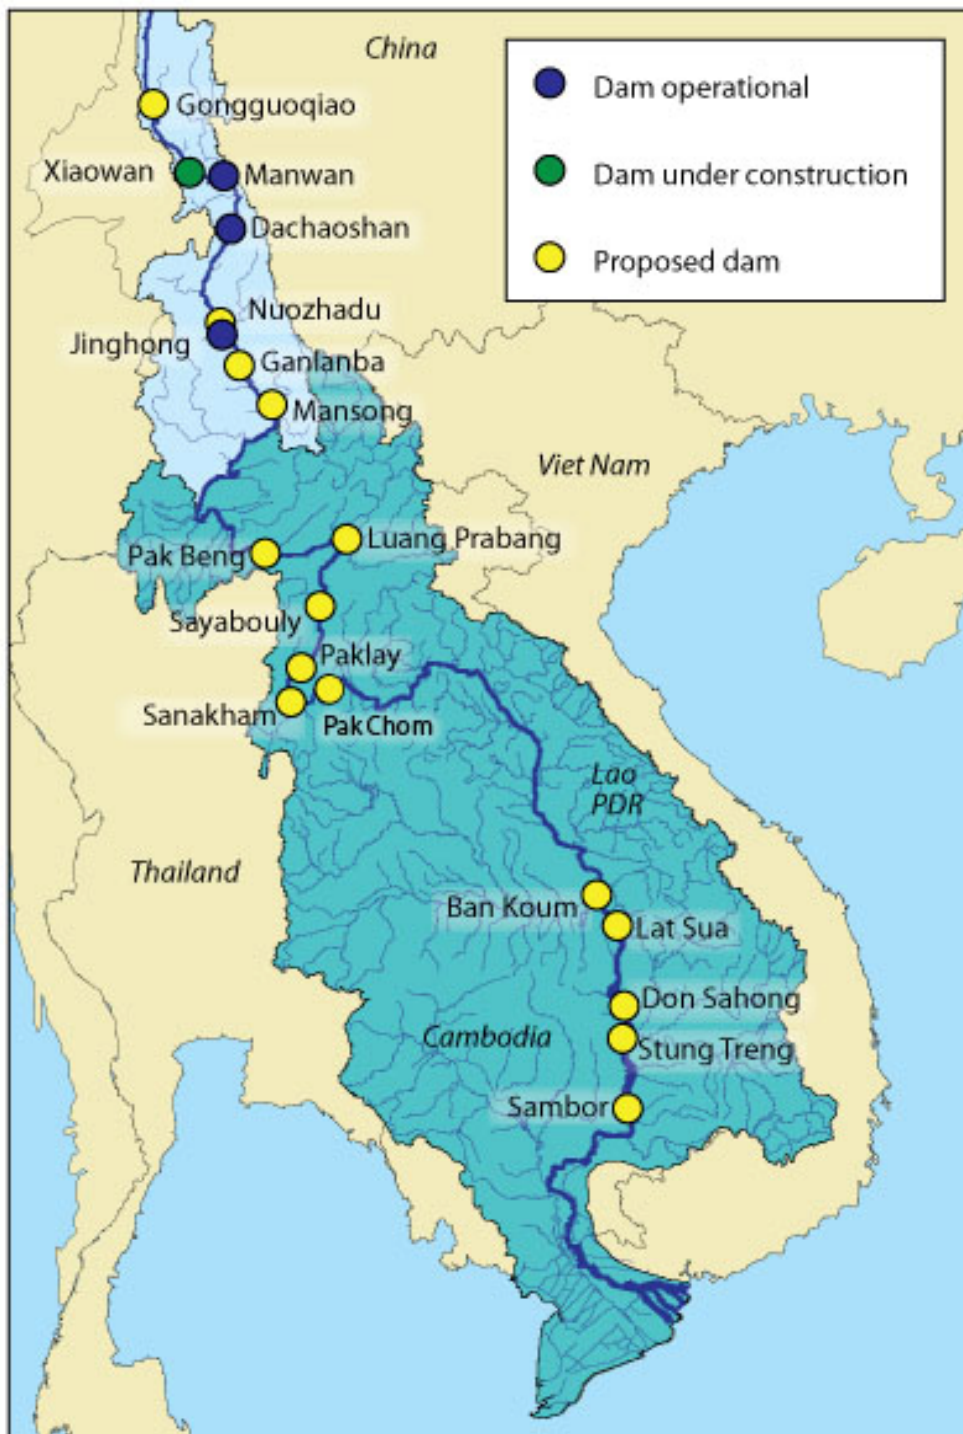 China
Dam operational
Dam under construction
Proposed dam
Gongguoqiao
Xiaowan
Manwan
Dachaoshan
Nuozhadu
Jinghong
Ganlanba
Mansong
Viet Nam
Luang Prabang
Pak Beng
Sayabouly
Paklay
Sanakham
Pak Chom
Lao
PDR
Thailand
Ban Koum
Lat Sua
Don Sahong
Cambodia
Stung Treng
Sambor